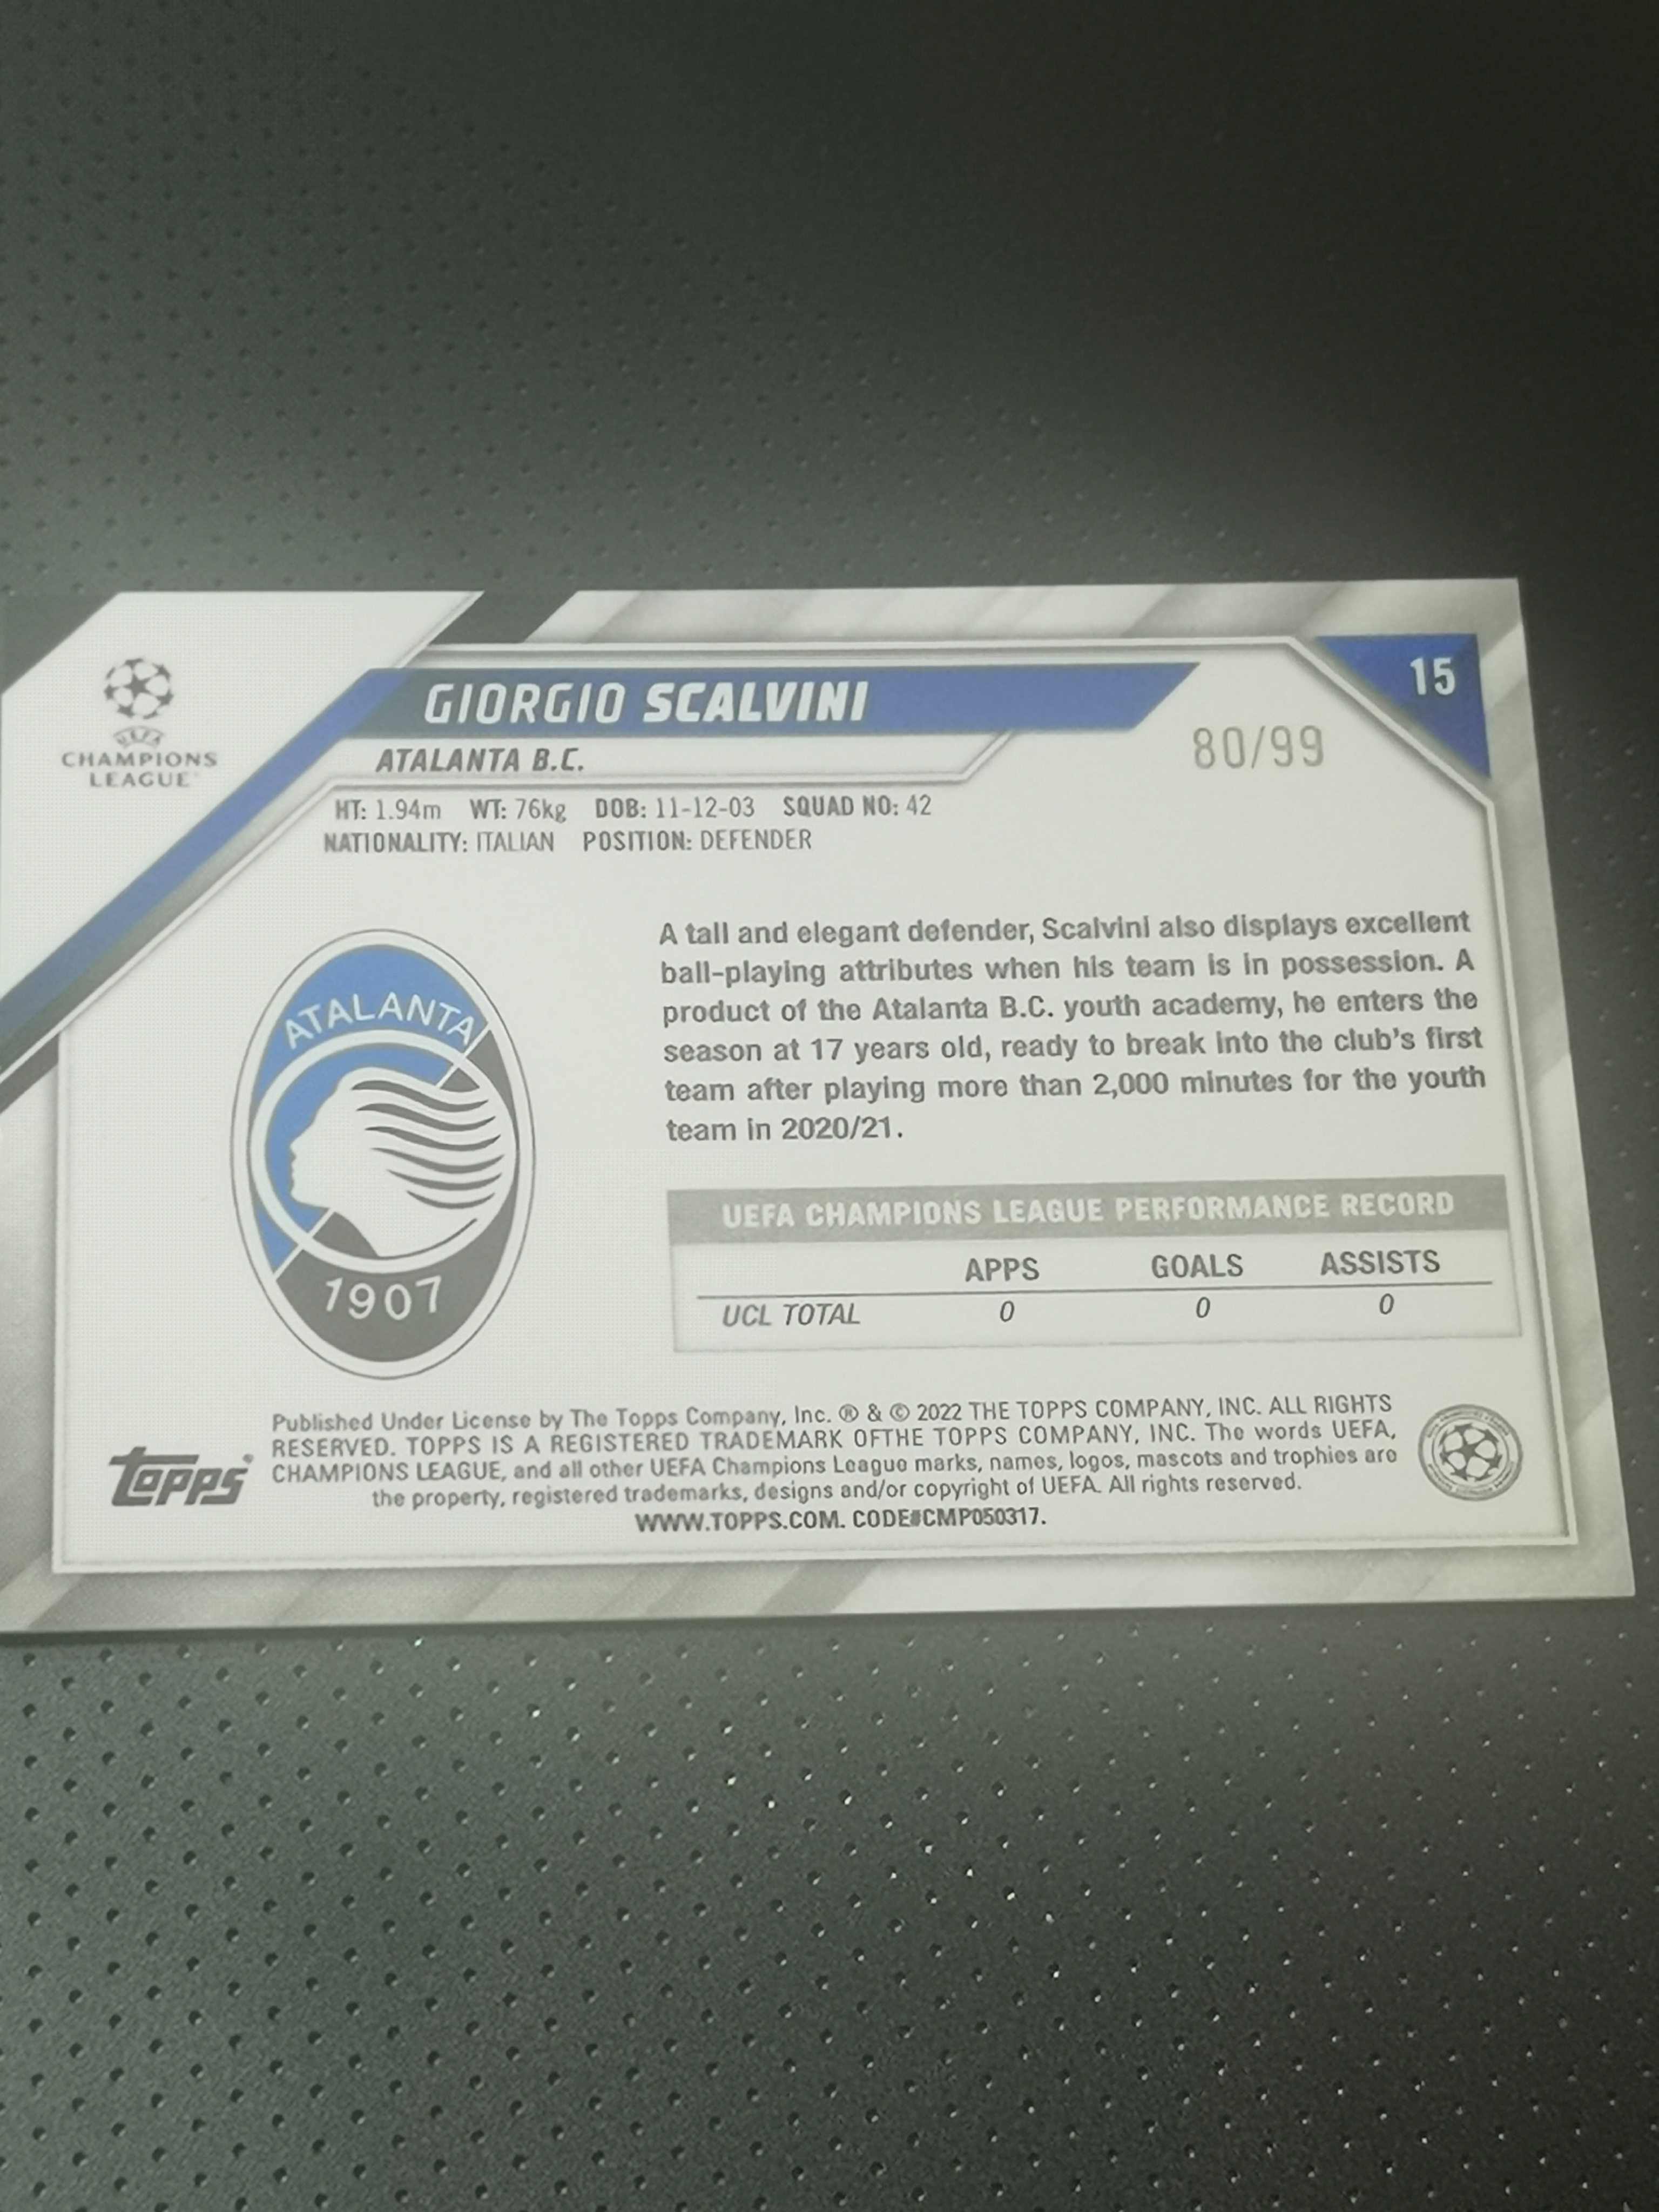 15
GIORGIO SCALVINI
80/99
ATALANTA B.C.
UEFA
CHAMPIONS
LEAGUE
HT: 1.94m WT: 76kg DOB: 11-12-03 SQUAD NO: 42
NATIONALITY: ITALIAN POSITION: DEFENDER
A tall and elegant defender, Scalvini also displays excellent
ball-playing attributes when his team is in possession. A
product of the Atalanta B.C. youth academy, he enters the
season at 17 years old, ready to break into the club's first
team after playing more than 2,000 minutes for the youth
team in 2020/21.
ATALANTA
1907
UEFA CHAMPIONS LEAGUE PERFORMANCE RECORD
APPS GOALS ASSISTS
UCL TOTAL 0 0 0
Topps
Published Under License by The Topps Company, Inc. ® & © 2022 THE TOPPS COMPANY, INC. ALL RIGHTS
RESERVED. TOPPS IS A REGISTERED TRADEMARK OFTHE TOPPS COMPANY, INC. The words UEFA,
CHAMPIONS LEAGUE, and all other UEFA Champions League marks, names, logos, mascots and trophies are
the property, registered trademarks, designs and/or copyright of UEFA. All rights reserved.
WWW.TOPPS.COM. CODE#CMP050317.